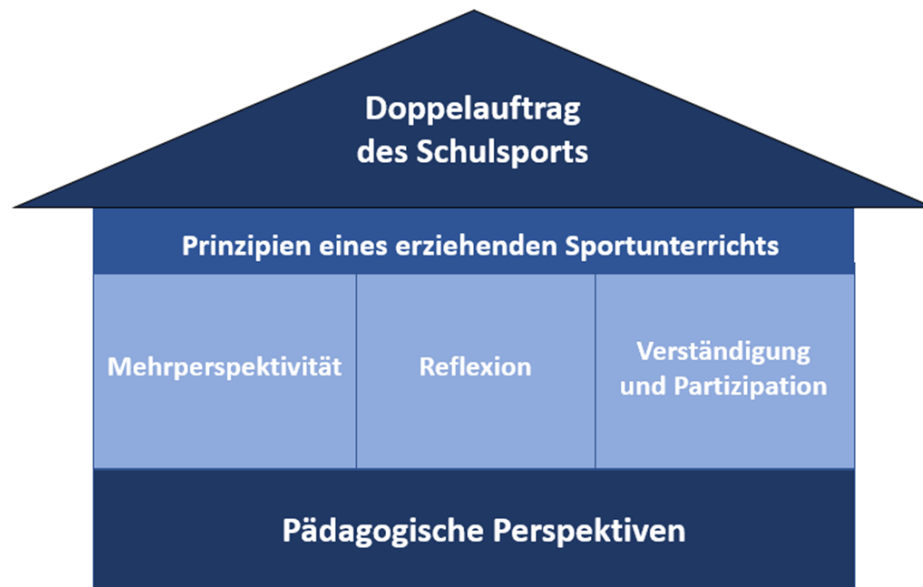 Doppelauftrag
des Schulsports
Prinzipien eines erziehenden Sportunterrichts
Mehrperspektivität
Reflexion
Verständigung
und Partizipation
Pädagogische Perspektiven